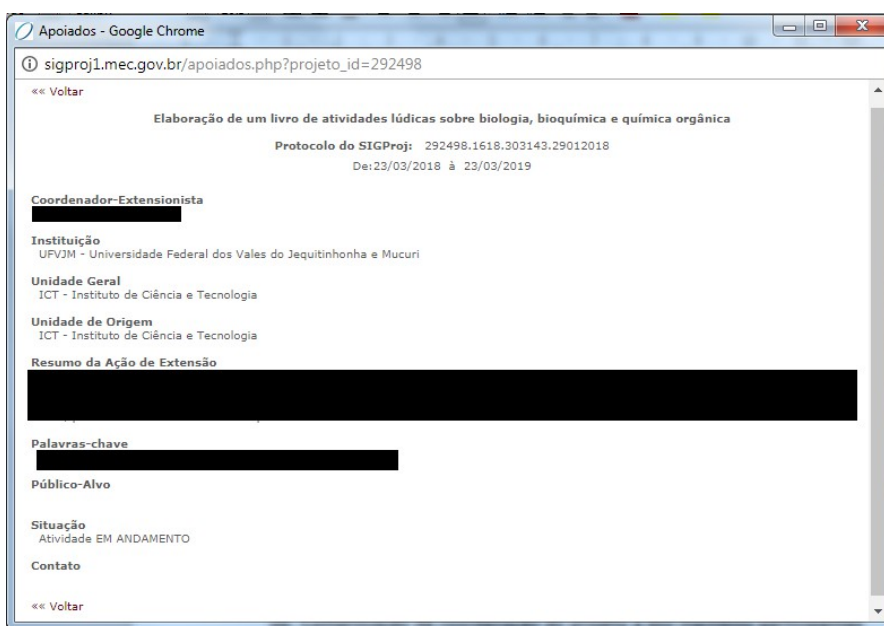 Apoiados - Google Chrome
sigproj1.mec.gov.br/apoiados.php?projeto_id=292498
«« Voltar
Elaboração de um livro de atividades lúdicas sobre biologia, bioquímica e química orgânica
Protocolo do SIGProj: 292498.1618.303143.29012018
De:23/03/2018 à 23/03/2019
Coordenador-Extensionista
Instituição
UFVJM - Universidade Federal dos Vales do Jequitinhonha e Mucuri
Unidade Geral
ICT - Instituto de Ciência e Tecnologia
Unidade de Origem
ICT - Instituto de Ciência e Tecnologia
Resumo da Ação de Extensão
Palavras-chave
Público-Alvo
Situação
Atividade EM ANDAMENTO
Contato
«« Voltar